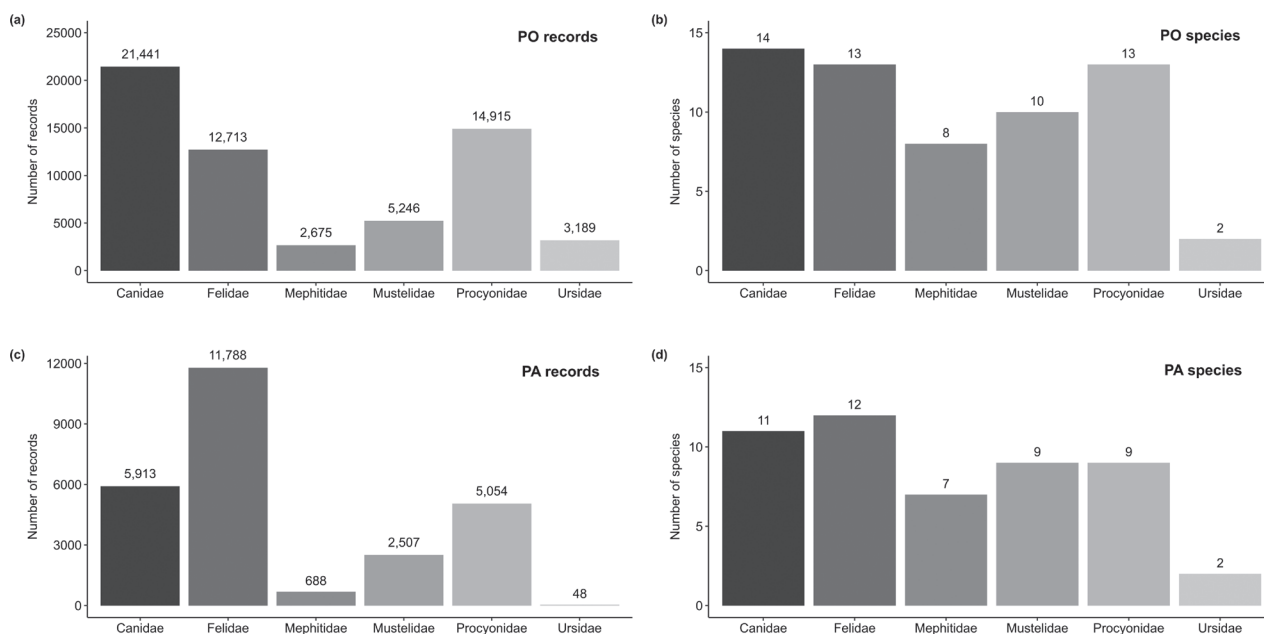 (a)
PO records
Number of records
25000
20000
15000
10000
5000
0
21,441
12,713
2,675
5,246
14,915
3,189
Canidae Felidae Mephitidae Mustelidae Procyonidae Ursidae
(b)
PO species
Number of species
15
10
5
0
14
13
8
10
13
2
Canidae Felidae Mephitidae Mustelidae Procyonidae Ursidae
(c)
PA records
Number of records
12000
9000
6000
3000
0
5,913
11,788
688
2,507
5,054
48
Canidae Felidae Mephitidae Mustelidae Procyonidae Ursidae
(d)
PA species
Number of species
15
10
5
0
11
12
7
9
9
2
Canidae Felidae Mephitidae Mustelidae Procyonidae Ursidae